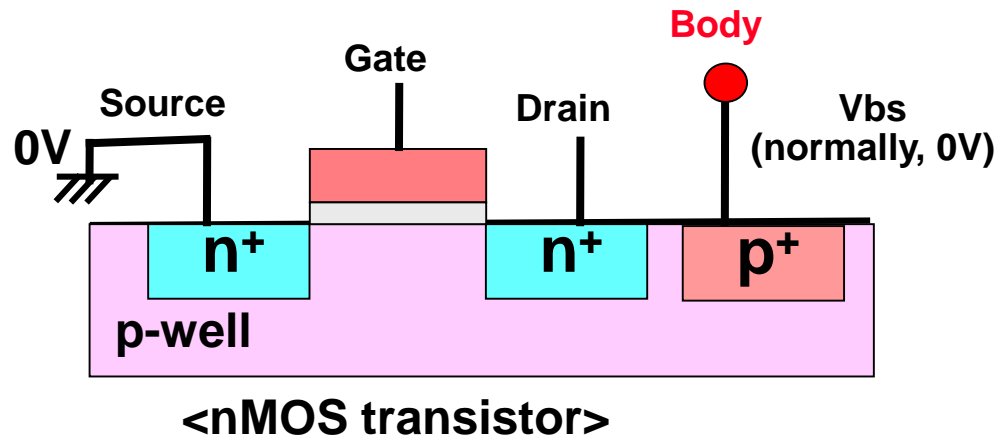 Body
Gate
Source
Drain
Vbs
(normally, 0V)
0V
n+
n+
p+
p-well
<nMOS transistor>